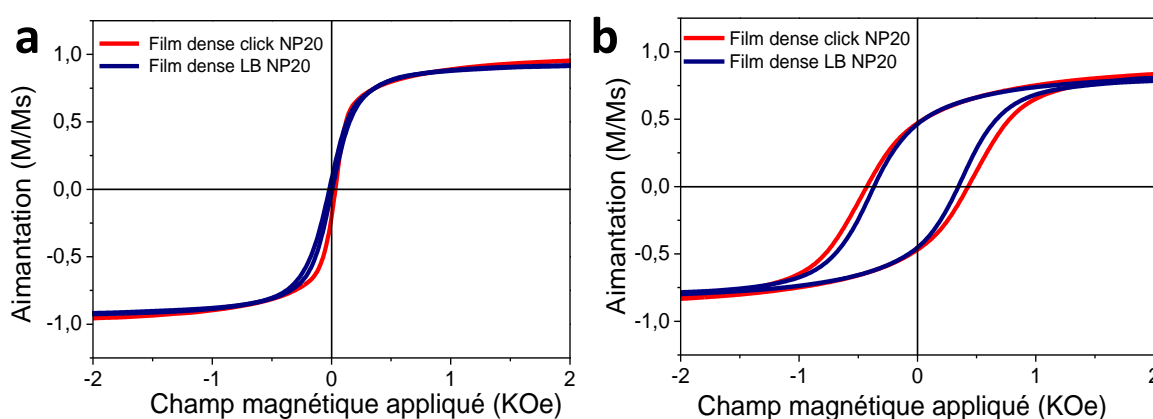 a
Film dense click NP20
Film dense LB NP20
1,0
0,5
0,0
-0,5
-1,0
Aimantation (M/Ms)
-2
-1
0
1
2
Champ magnétique appliqué (KOe)
b
Film dense click NP20
Film dense LB NP20
1,0
0,5
0,0
-0,5
-1,0
Aimantation (M/Ms)
-2
-1
0
1
2
Champ magnétique appliqué (KOe)